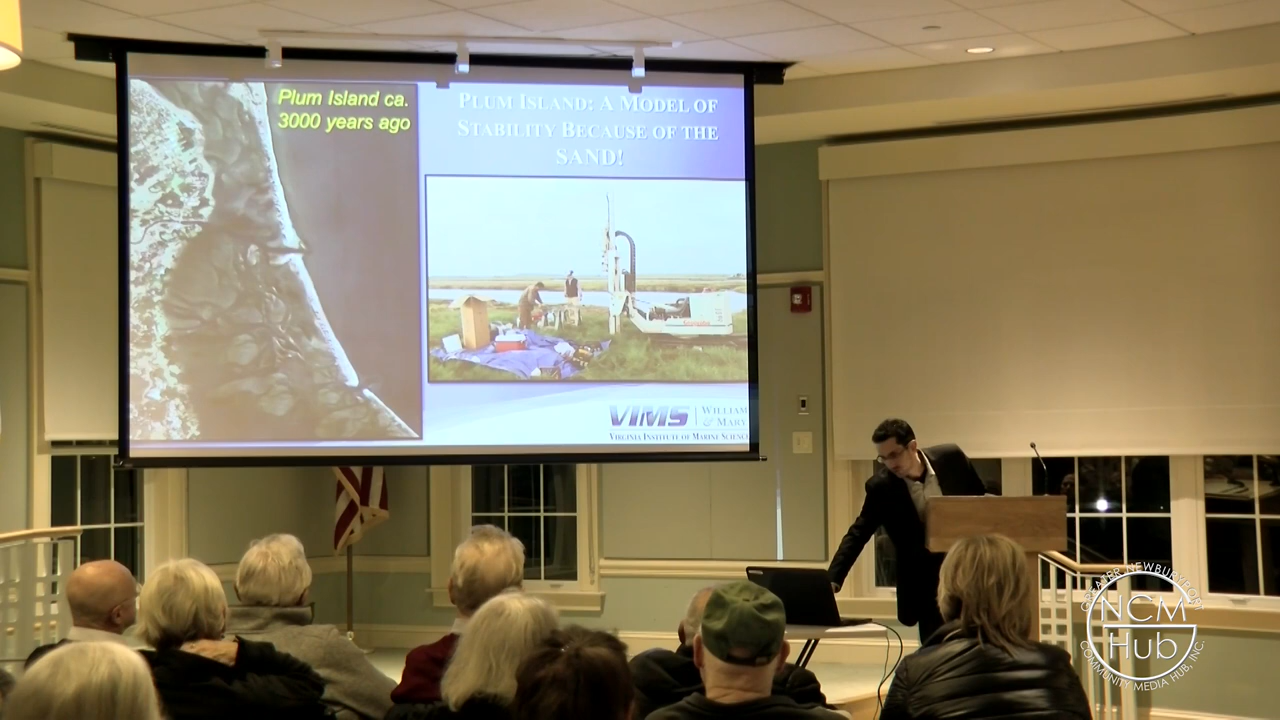 Plum Island ca.
3000 years ago
PLUM ISLAND: A MODEL OF
STABILITY BECAUSE OF THE
SAND!
VIMS | WILLIAM
& MARY
VIRGINIA INSTITUTE OF MARINE SCIENCE
GREATER NEWBURYPORT
NCM
Hub
COMMUNITY MEDIA HUB, INC.